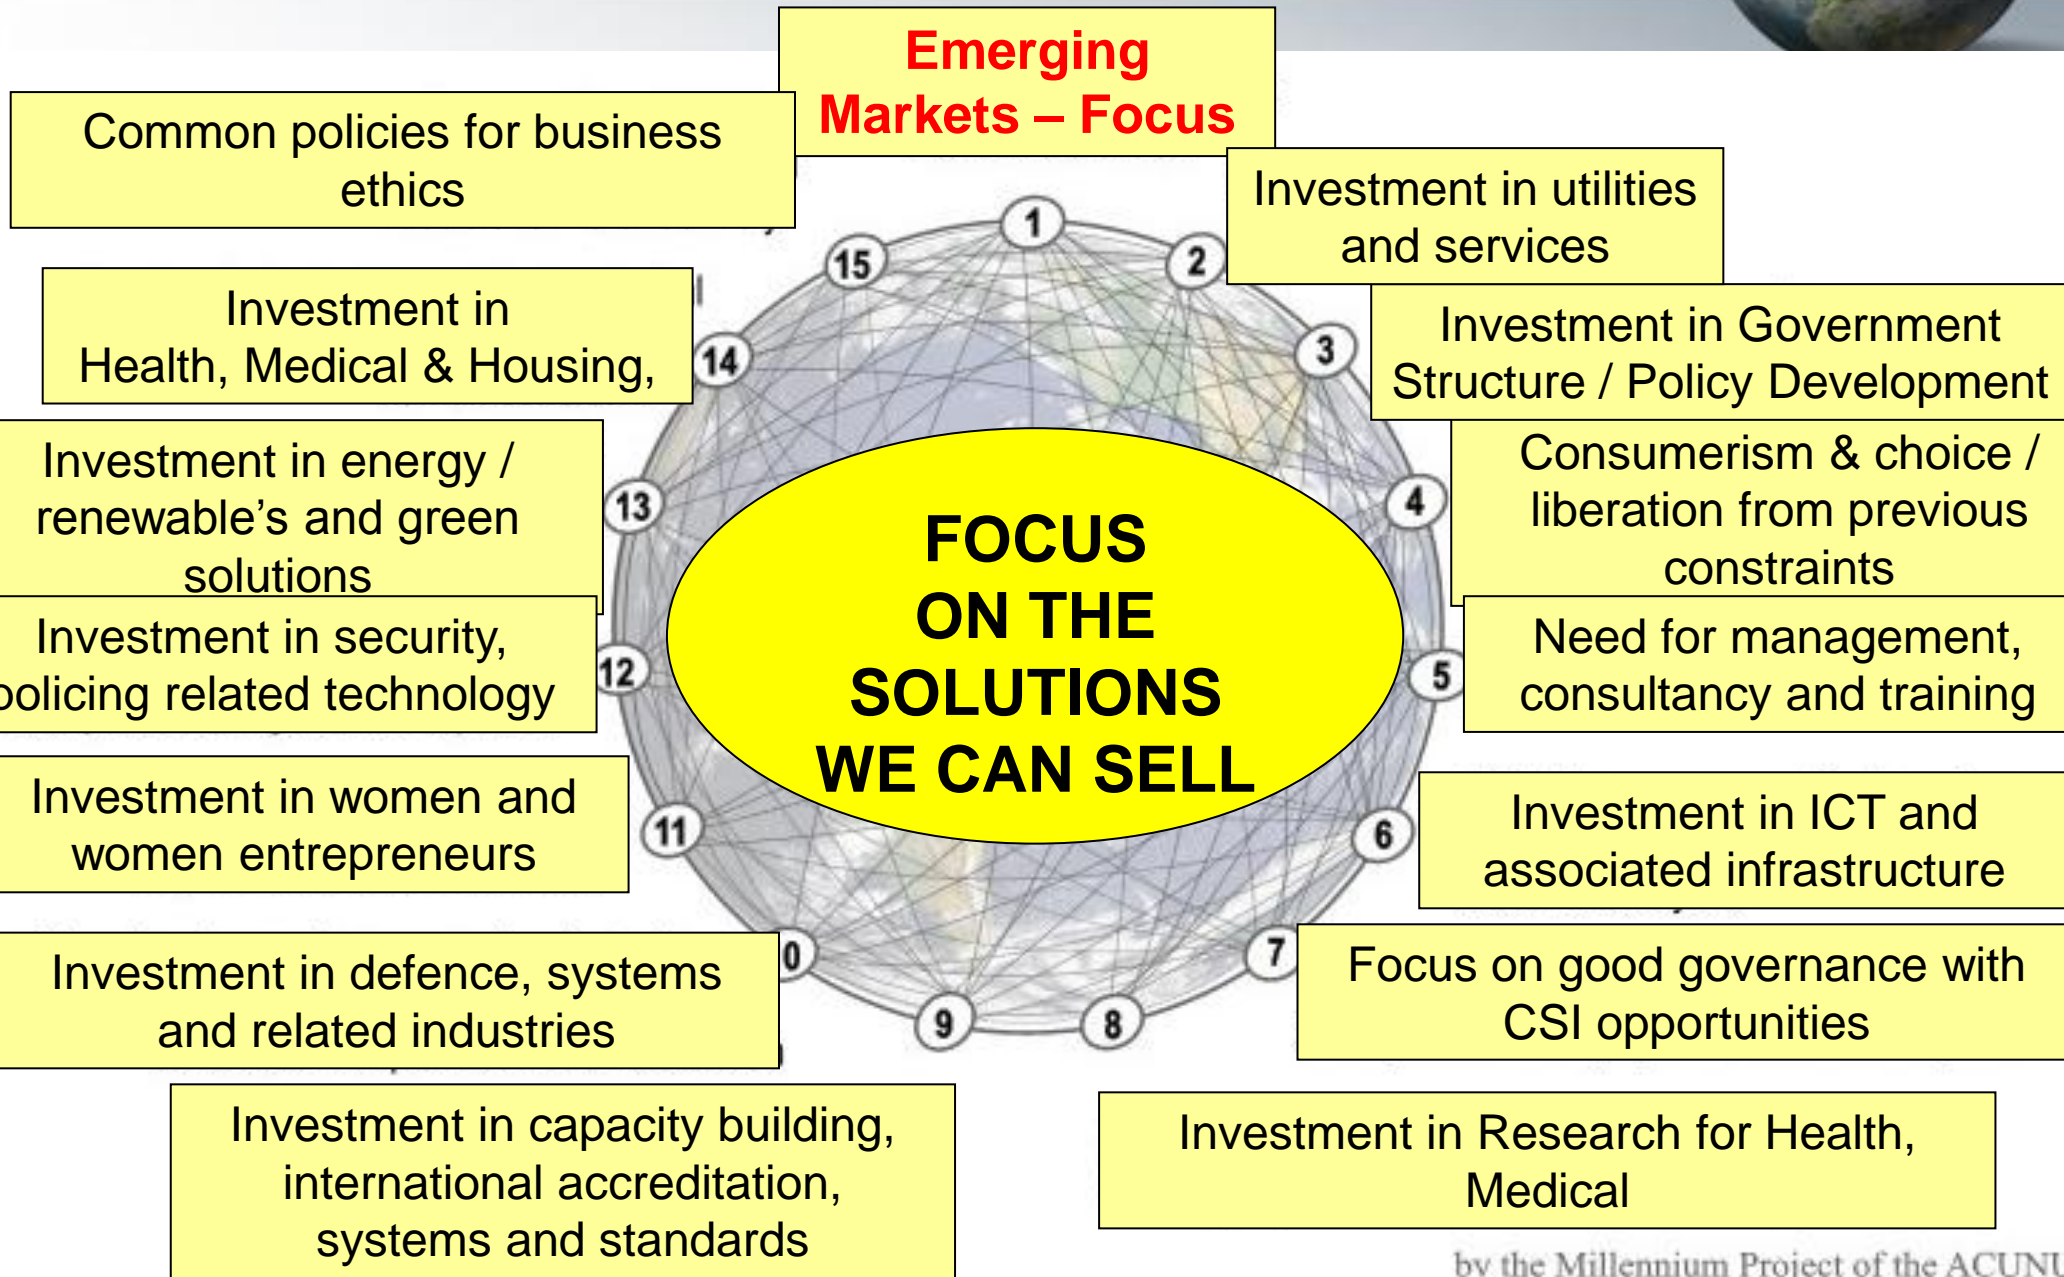 Emerging
Markets – Focus
Common policies for business
ethics
Investment in utilities
and services
Investment in
Health, Medical & Housing,
Investment in Government
Structure / Policy Development
Investment in energy /
renewable’s and green
solutions
Consumerism & choice /
liberation from previous
constraints
Investment in security,
policing related technology
Need for management,
consultancy and training
Investment in women and
women entrepreneurs
Investment in ICT and
associated infrastructure
Investment in defence, systems
and related industries
Focus on good governance with
CSI opportunities
Investment in capacity building,
international accreditation,
systems and standards
Investment in Research for Health,
Medical
FOCUS
ON THE
SOLUTIONS
WE CAN SELL
1
2
3
4
5
6
7
8
9
0
11
12
13
14
15
by the Millennium Project of the ACUNU